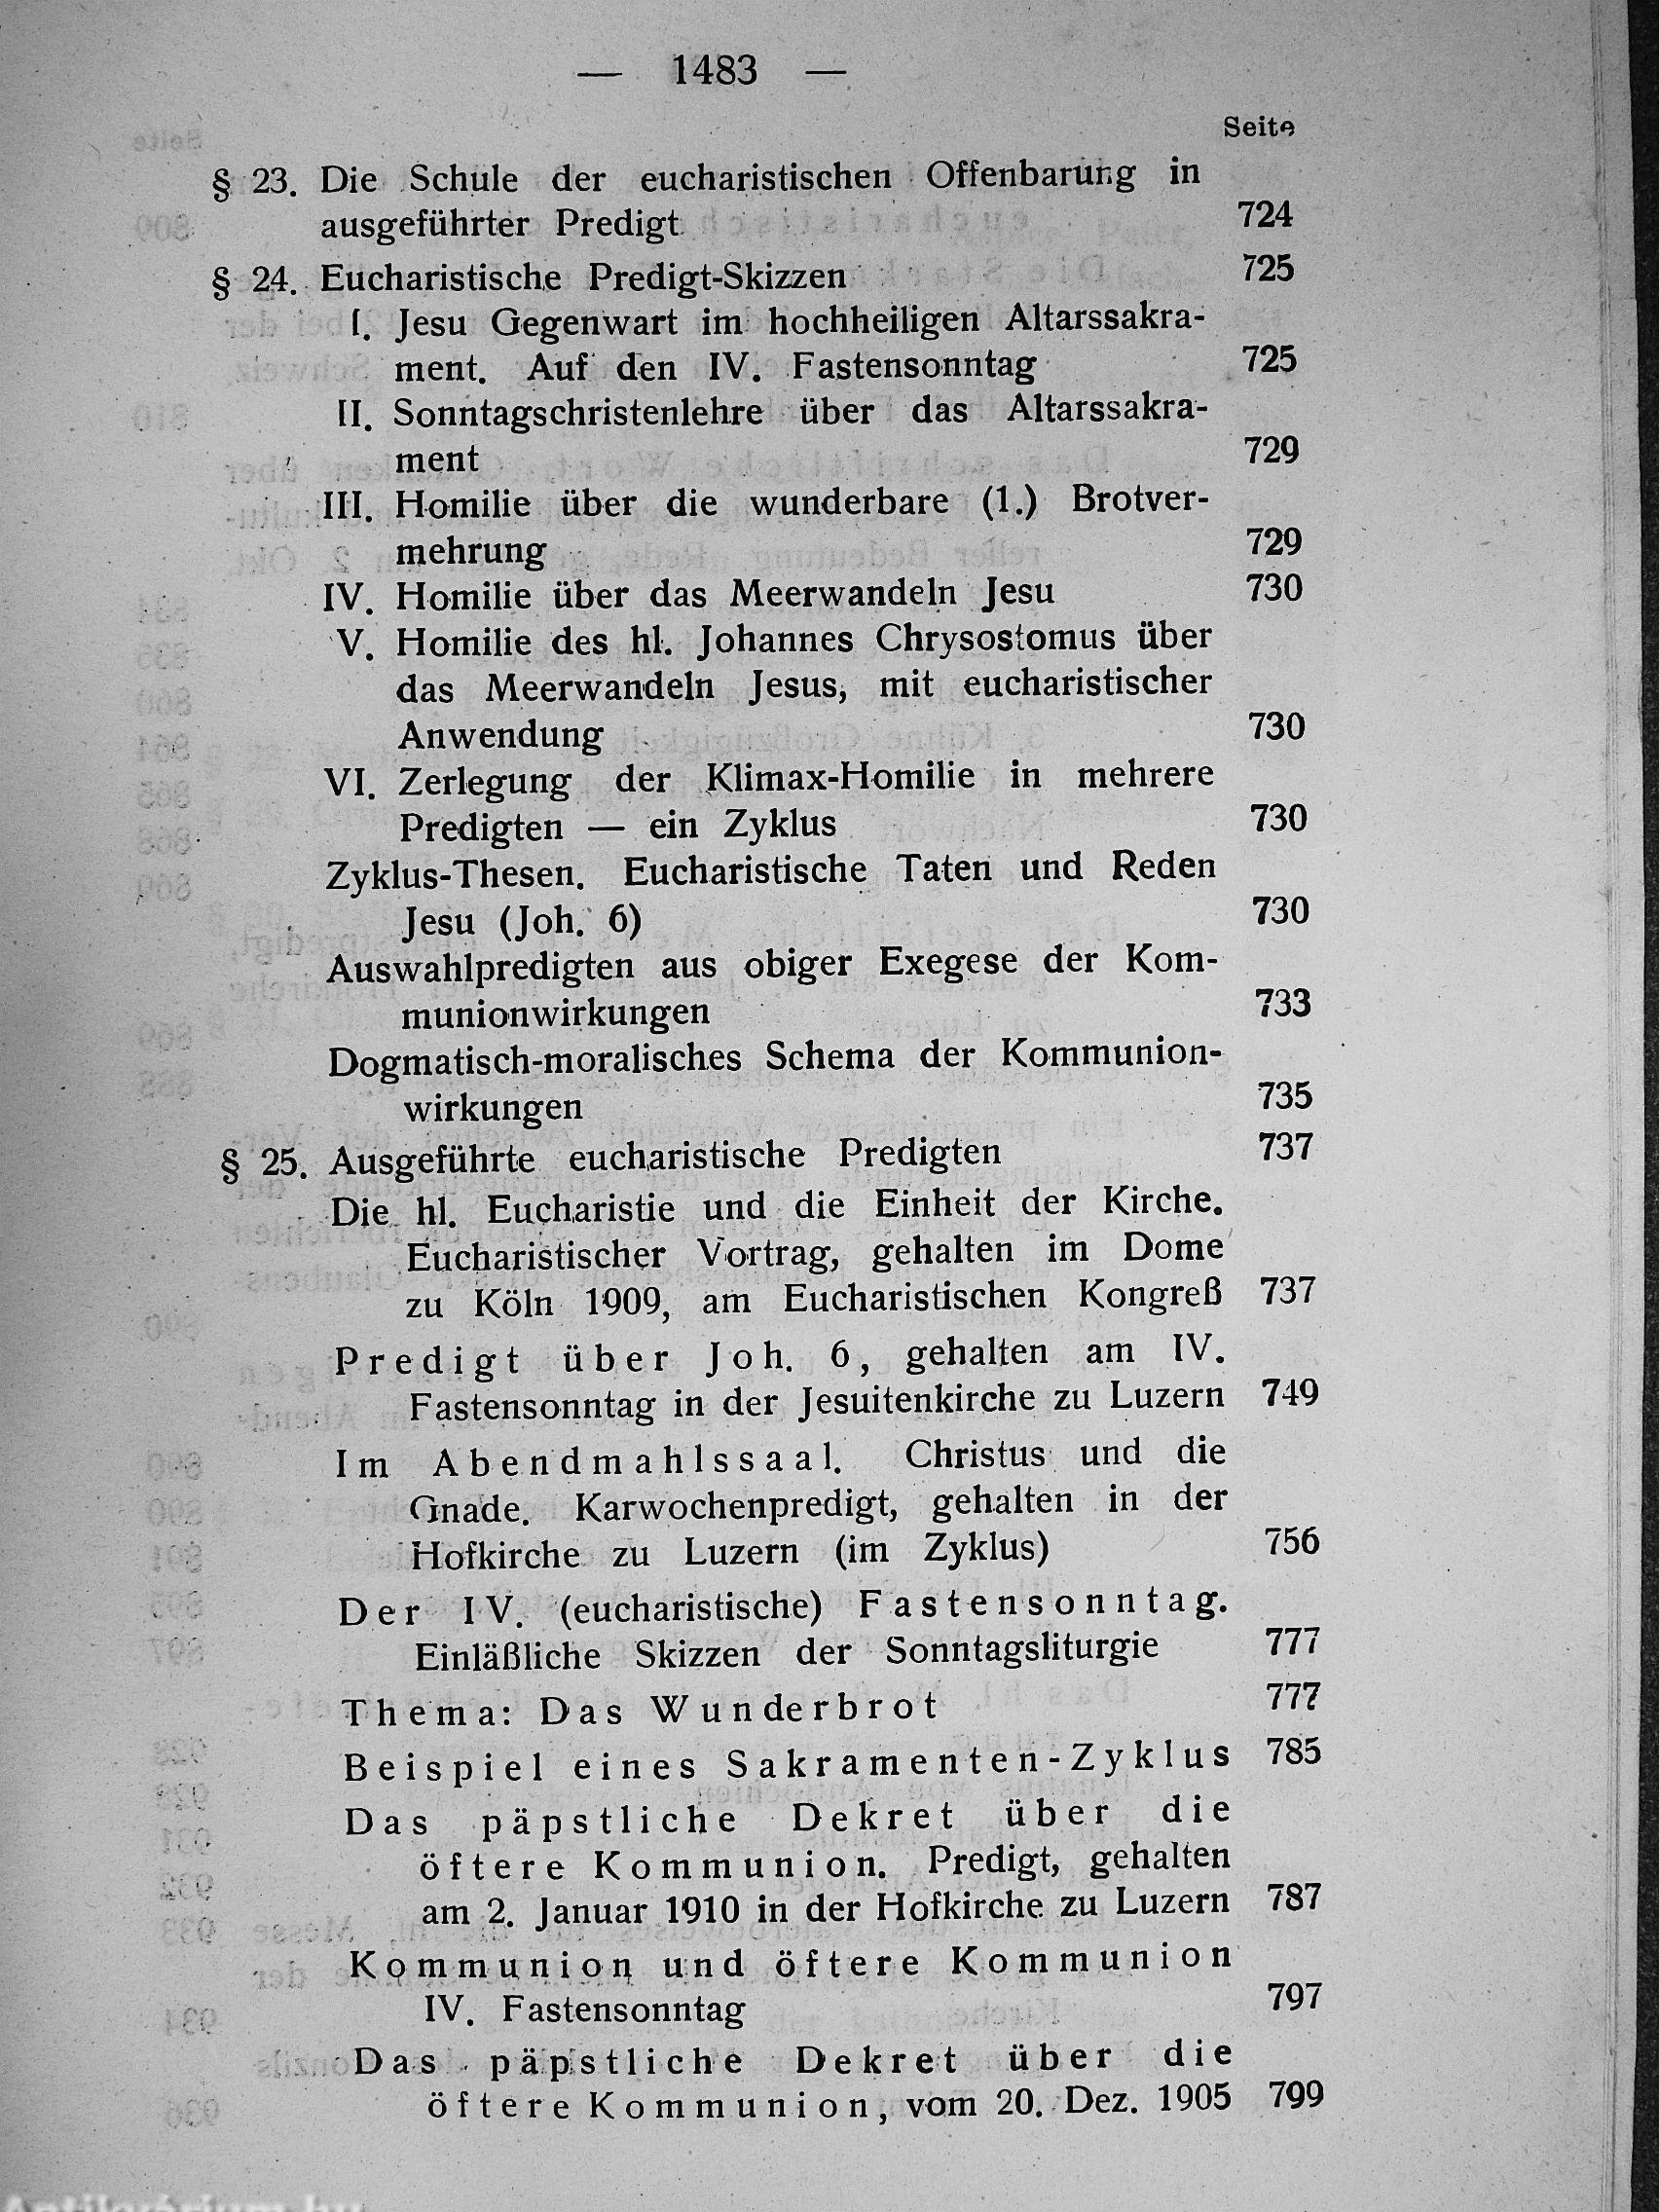 — 1483 —
Seite
§ 23. Die Schule der eucharistischen Offenbarung in
ausgeführter Predigt 724
§ 24. Eucharistische Predigt-Skizzen 725
I. Jesu Gegenwart im hochheiligen Altarssakra-
ment. Auf den IV. Fastensonntag 725
II. Sonntagschristenlehre über das Altarssakra-
ment 729
III. Homilie über die wunderbare (1.) Brotver-
mehrung 729
IV. Homilie über das Meerwandeln Jesu 730
V. Homilie des hl. Johannes Chrysostomus über
das Meerwandeln Jesus, mit eucharistischer
Anwendung 730
VI. Zerlegung der Klimax-Homilie in mehrere
Predigten — ein Zyklus 730
Zyklus-Thesen. Eucharistische Taten und Reden
Jesu (Joh. 6) 730
Auswahlpredigten aus obiger Exegese der Kom-
munionwirkungen 733
Dogmatisch-moralisches Schema der Kommunion-
wirkungen 735
§ 25. Ausgeführte eucharistische Predigten 737
Die hl. Eucharistie und die Einheit der Kirche.
Eucharistischer Vortrag, gehalten im Dome
zu Köln 1909, am Eucharistischen Kongreß 737
Predigt über Joh. 6, gehalten am IV.
Fastensonntag in der Jesuitenkirche zu Luzern 749
Im Abendmahlssaal. Christus und die
Gnade. Karwochenpredigt, gehalten in der
Hofkirche zu Luzern (im Zyklus) 756
Der IV. (eucharistische) Fastensonntag.
Einläßliche Skizzen der Sonntagsliturgie 777
Thema: Das Wunderbrot 777
Beispiel eines Sakramenten-Zyklus 785
Das päpstliche Dekret über die
öftere Kommunion. Predigt, gehalten
am 2. Januar 1910 in der Hofkirche zu Luzern 787
Kommunion und öftere Kommunion
IV. Fastensonntag 797
Das päpstliche Dekret über die
öftere Kommunion, vom 20. Dez. 1905 799